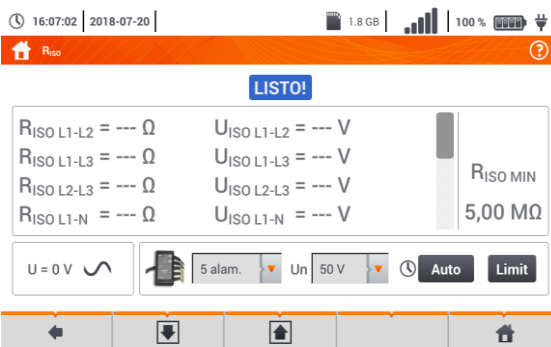 16:07:02 2018-07-20 1.8 GB 100 %
RISO ?
LISTO!
RISO L1-L2 = --- Ω UISO L1-L2 = --- V
RISO L1-L3 = --- Ω UISO L1-L3 = --- V
RISO L2-L3 = --- Ω UISO L2-L3 = --- V
RISO L1-N = --- Ω UISO L1-N = --- V
RISO MIN
5,00 MΩ
U = 0 V 5 alam. Un 50 V Auto Limit